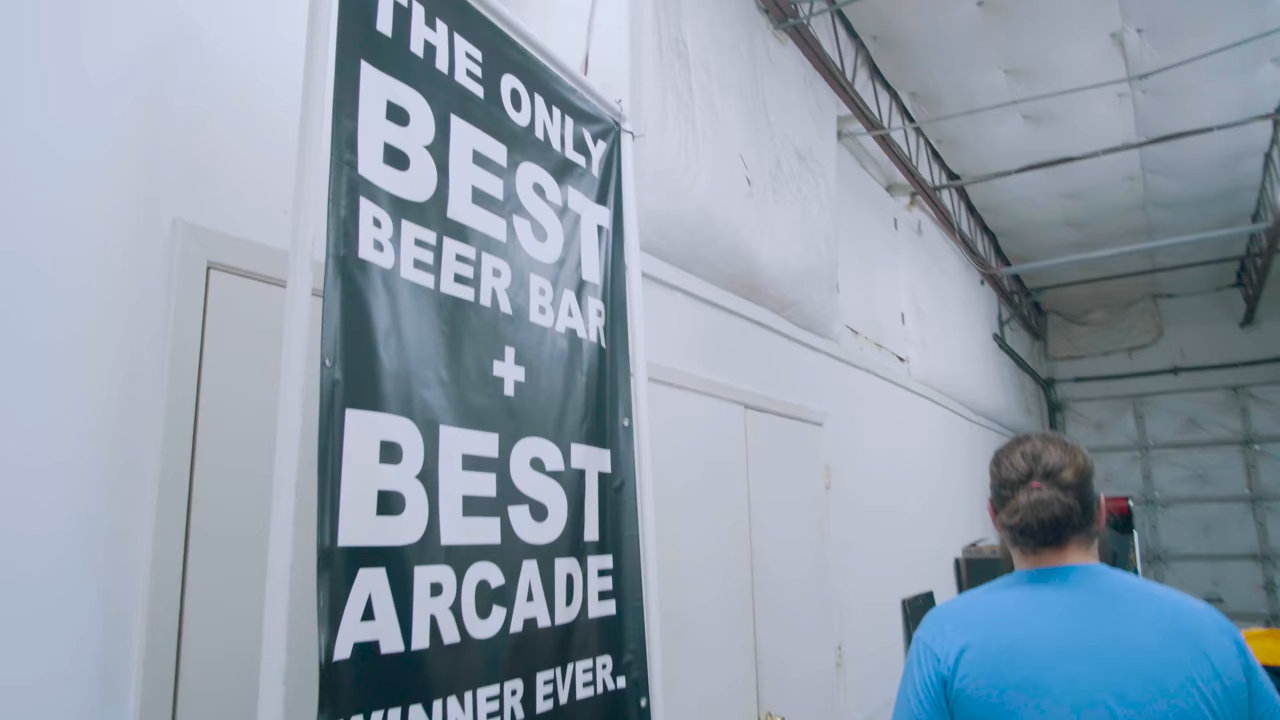 THE ONLY
BEST
BEER BAR
+
BEST
ARCADE
WINNER EVER.